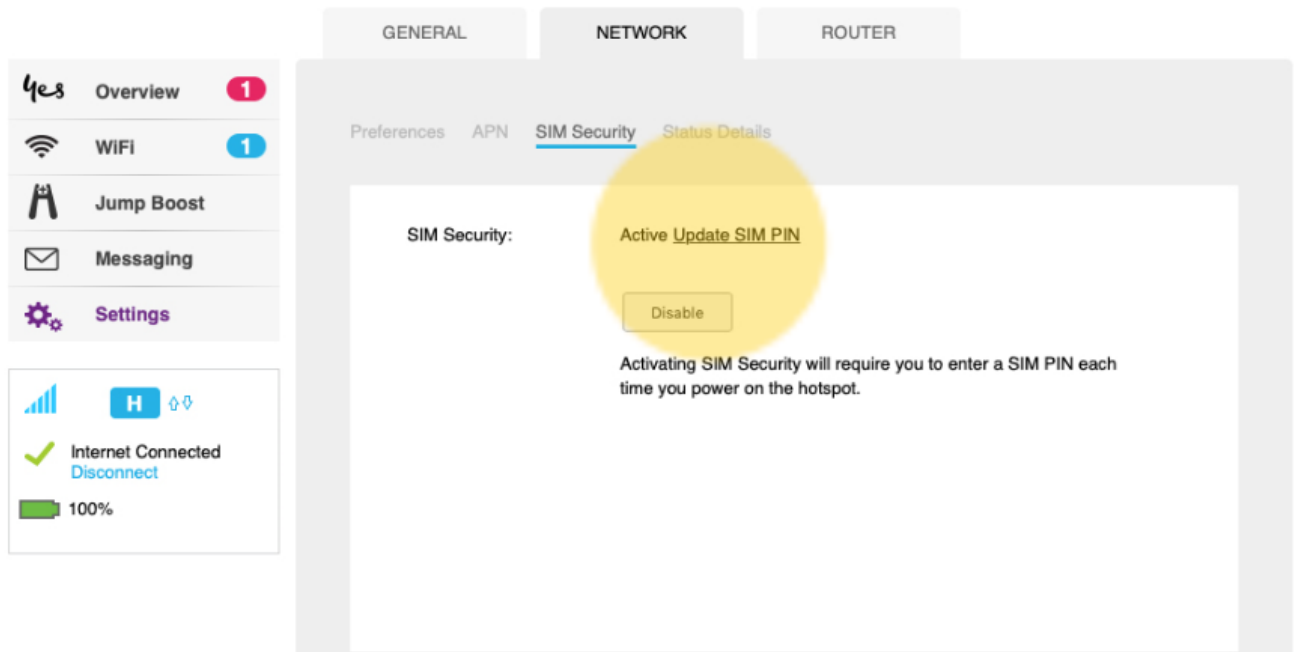 GENERAL
NETWORK
ROUTER
yes Overview 1
WiFi 1
Jump Boost
Messaging
Settings
H
Internet Connected
Disconnect
100%
Preferences APN SIM Security Status Details
SIM Security: Active Update SIM PIN
Disable
Activating SIM Security will require you to enter a SIM PIN each
time you power on the hotspot.